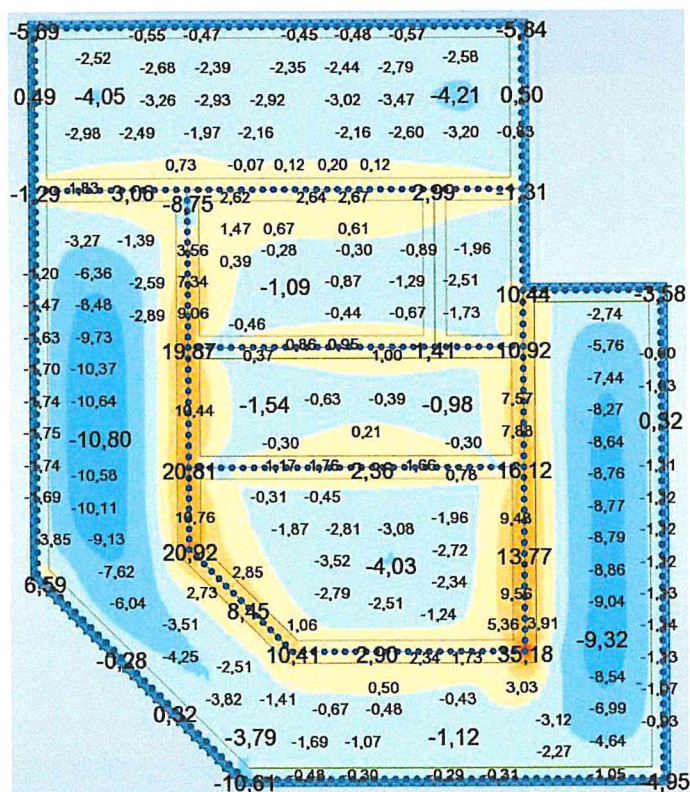 -5,69 -0,55 -0,47 -0,45 -0,48 -0,57 -5,84
-2,52 -2,58
-2,68 -2,39 -2,35 -2,44 -2,79
0,49 -4,05 -3,26 -2,93 -2,92 -3,02 -3,47 -4,21 0,50
-2,98 -2,49 -1,97 -2,16 -2,16 -2,60 -3,20 -0,83
0,73 -0,07 0,12 0,20 0,12
-1,29 1,83 3,06 -8,75 2,62 2,64 2,67 2,99 -1,31
1,47 0,67 0,61
-3,27 -1,39 3,56 -0,28 -0,30 -0,89 -1,96
0,39
-1,20 -6,36 -2,59 7,34 -1,09 -0,87 -1,29 -2,51 10,44 -3,58
-8,48 -2,89 9,06 -0,46 -0,44 -0,67 -1,73 -2,74
-9,73 19,87 0,37 0,86 0,95 1,00 1,41 10,92 -5,76
-10,37 -7,44
-10,64 -1,54 -0,63 -0,39 -0,98 7,57 -8,27 0,32
-10,80 -0,30 0,21 -0,30 7,88 -8,64
-10,58 20,81 1,17 1,76 2,36 1,66 0,78 16,12 -8,76
-10,11 -0,31 -0,45 -8,77
10,76 -1,87 -2,81 -3,08 -1,96 9,48
3,85 -9,13 -8,79
20,92 -3,52 -4,03 -2,72 13,77 -8,86
6,59 -7,62 2,85 -2,34
-6,04 2,73 -2,79 -2,51 9,56 -9,04
-3,51 8,45 1,06 -1,24 5,36 3,91 -9,32
-0,28 -4,25 -2,51 10,41 2,90 2,34 1,73 35,18 -8,54
-3,82 -1,41 0,50 -0,43 3,03 -1,07
0,32 -0,67 -0,48 -3,12 -6,99
-3,79 -1,69 -1,07 -1,12 -2,27 -4,64
-10,61 -0,48 -0,30 -0,29 -0,31 -1,05 4,95